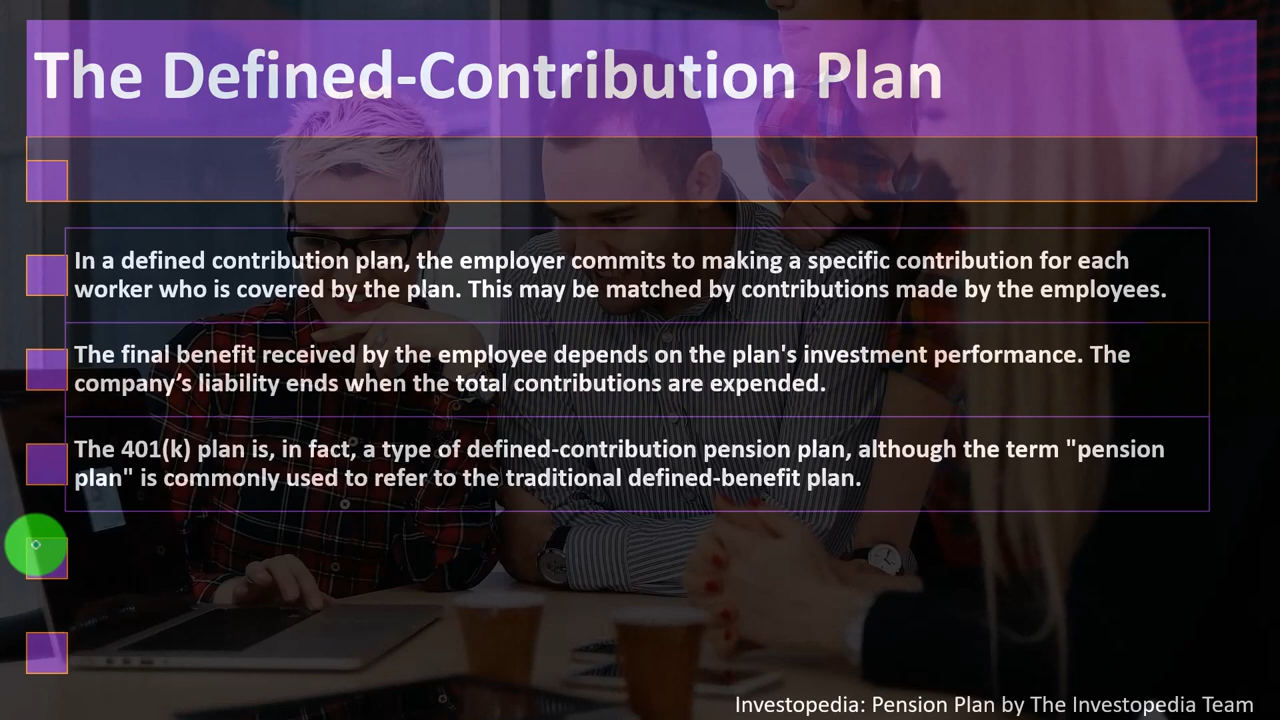 The Defined-Contribution Plan
In a defined contribution plan, the employer commits to making a specific contribution for each
worker who is covered by the plan. This may be matched by contributions made by the employees.
The final benefit received by the employee depends on the plan's investment performance. The
company’s liability ends when the total contributions are expended.
The 401(k) plan is, in fact, a type of defined-contribution pension plan, although the term "pension
plan" is commonly used to refer to the traditional defined-benefit plan.
Investopedia: Pension Plan by The Investopedia Team